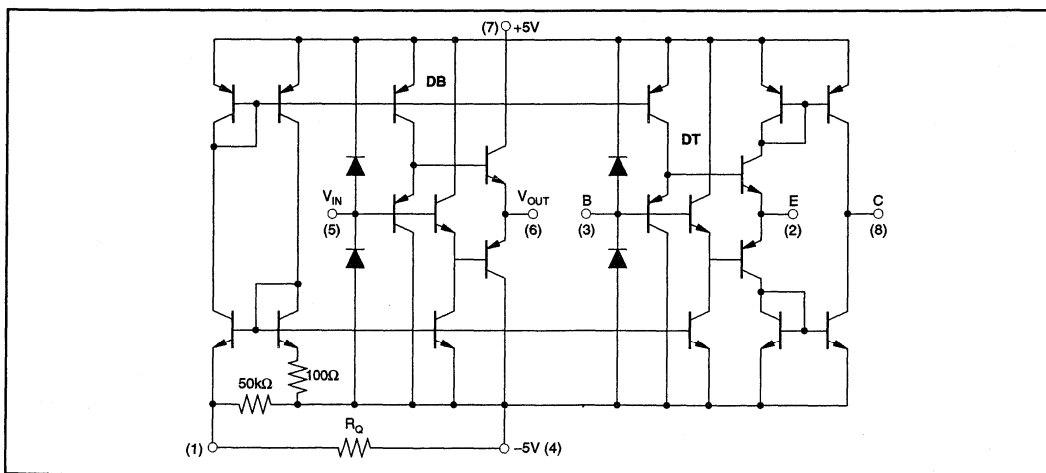 (7) +5V
DB
DT
V_IN
(5)
V_OUT
(6)
B
(3)
E
(2)
C
(8)
50kΩ
100Ω
R_Q
(1)
–5V (4)